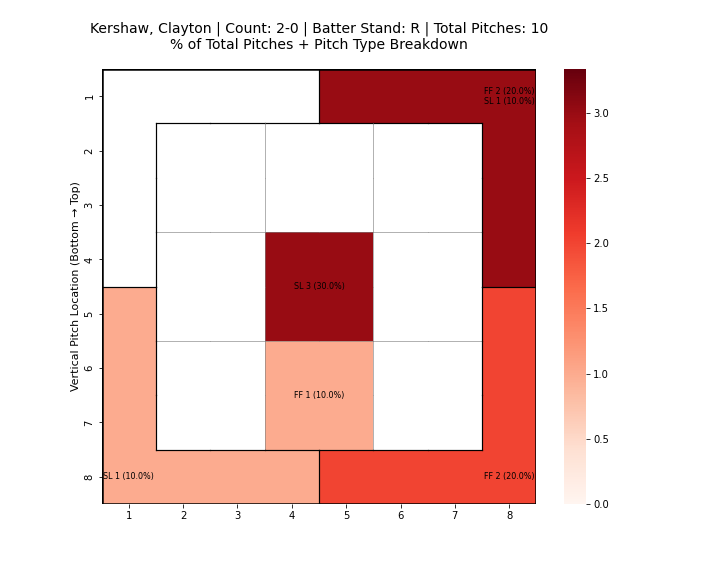 Kershaw, Clayton | Count: 2-0 | Batter Stand: R | Total Pitches: 10
% of Total Pitches + Pitch Type Breakdown
FF 2 (20.0%)
SL 1 (10.0%)
SL 3 (30.0%)
FF 1 (10.0%)
SL 1 (10.0%)
FF 2 (20.0%)
Vertical Pitch Location (Bottom → Top)
1
2
3
4
5
6
7
8
1 2 3 4 5 6 7 8
3.0
2.5
2.0
1.5
1.0
0.5
0.0